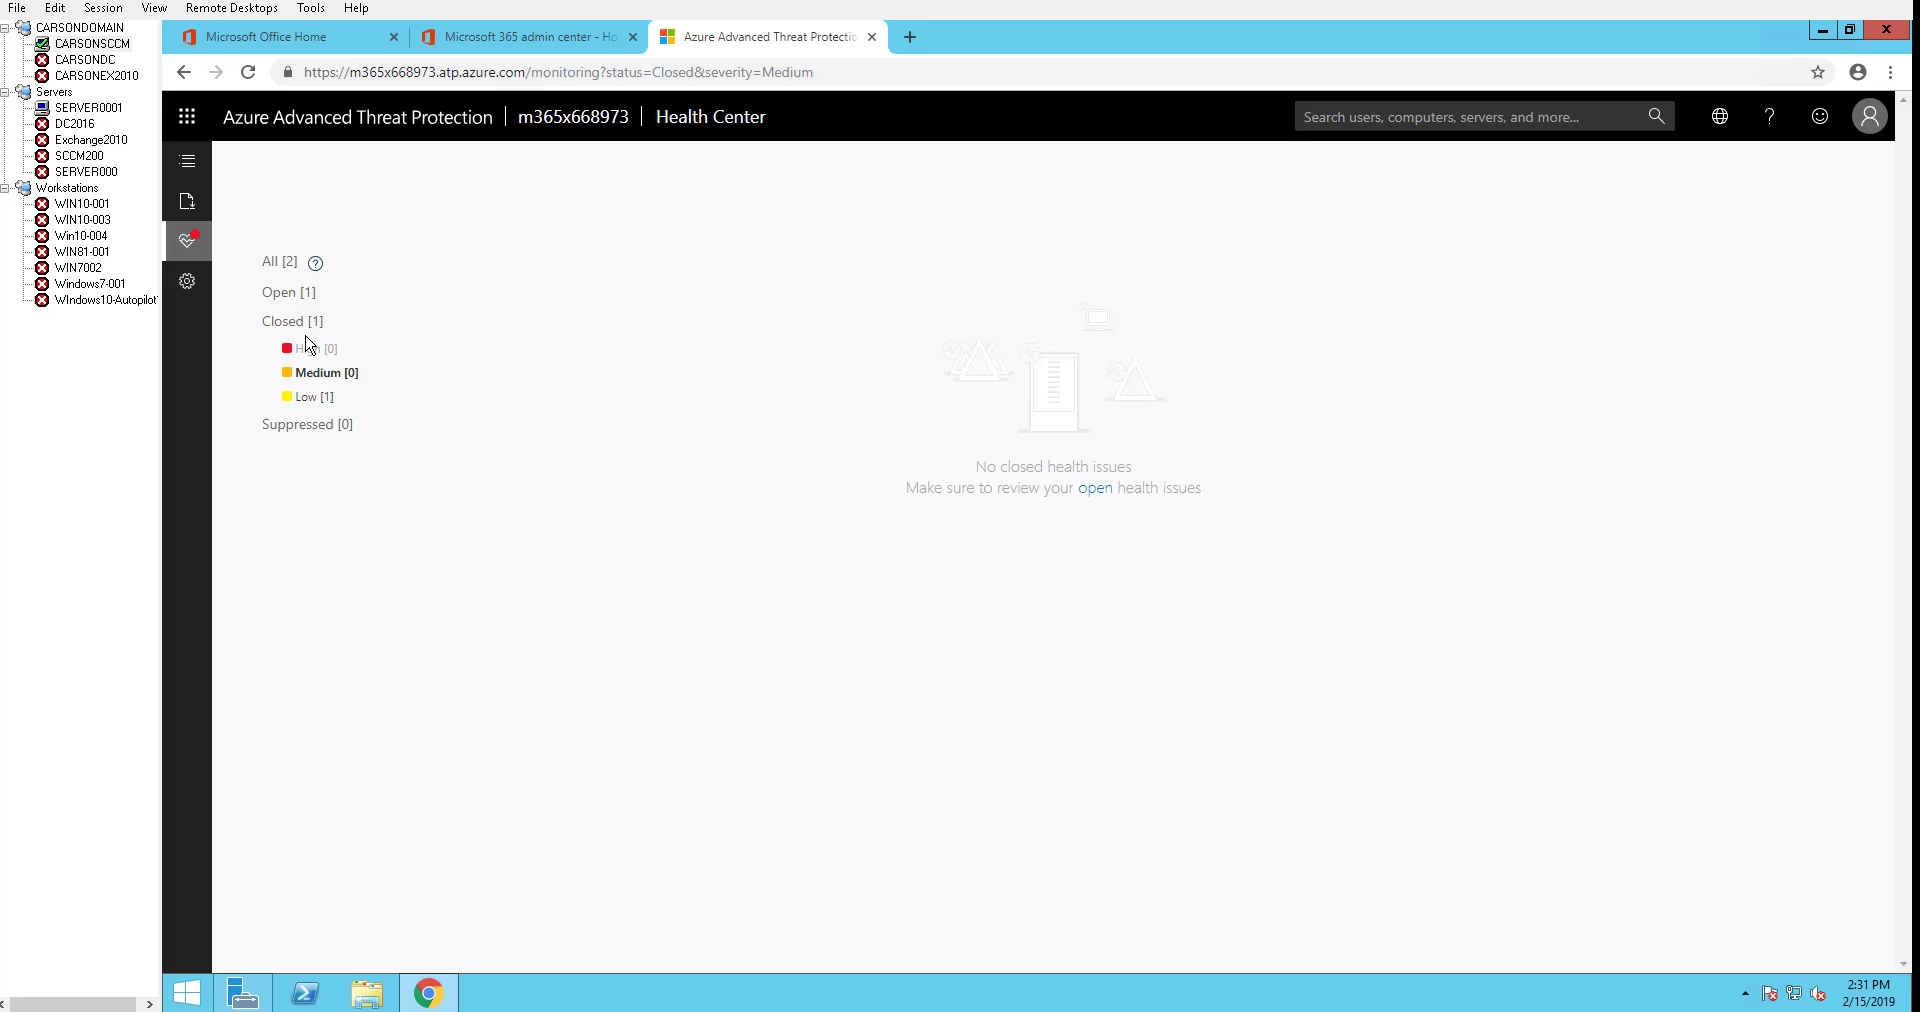 File Edit Session View Remote Desktops Tools Help
CARSONDOMAIN
CARSONSCCM
CARSONDC
CARSONEX2010
Servers
SERVER0001
DC2016
Exchange2010
SCCM200
SERVER000
Workstations
WIN10-001
WIN10-003
Win10-004
WIN81-001
WIN7002
Windows7-001
WIndows10-Autopilot
Microsoft Office Home
Microsoft 365 admin center - Ho
Azure Advanced Threat Protectio
https://m365x668973.atp.azure.com/monitoring?status=Closed&severity=Medium
Azure Advanced Threat Protection m365x668973 Health Center
Search users, computers, servers, and more...
All [2]
Open [1]
Closed [1]
[0]
Medium [0]
Low [1]
Suppressed [0]
No closed health issues
Make sure to review your open health issues
2:31 PM
2/15/2019